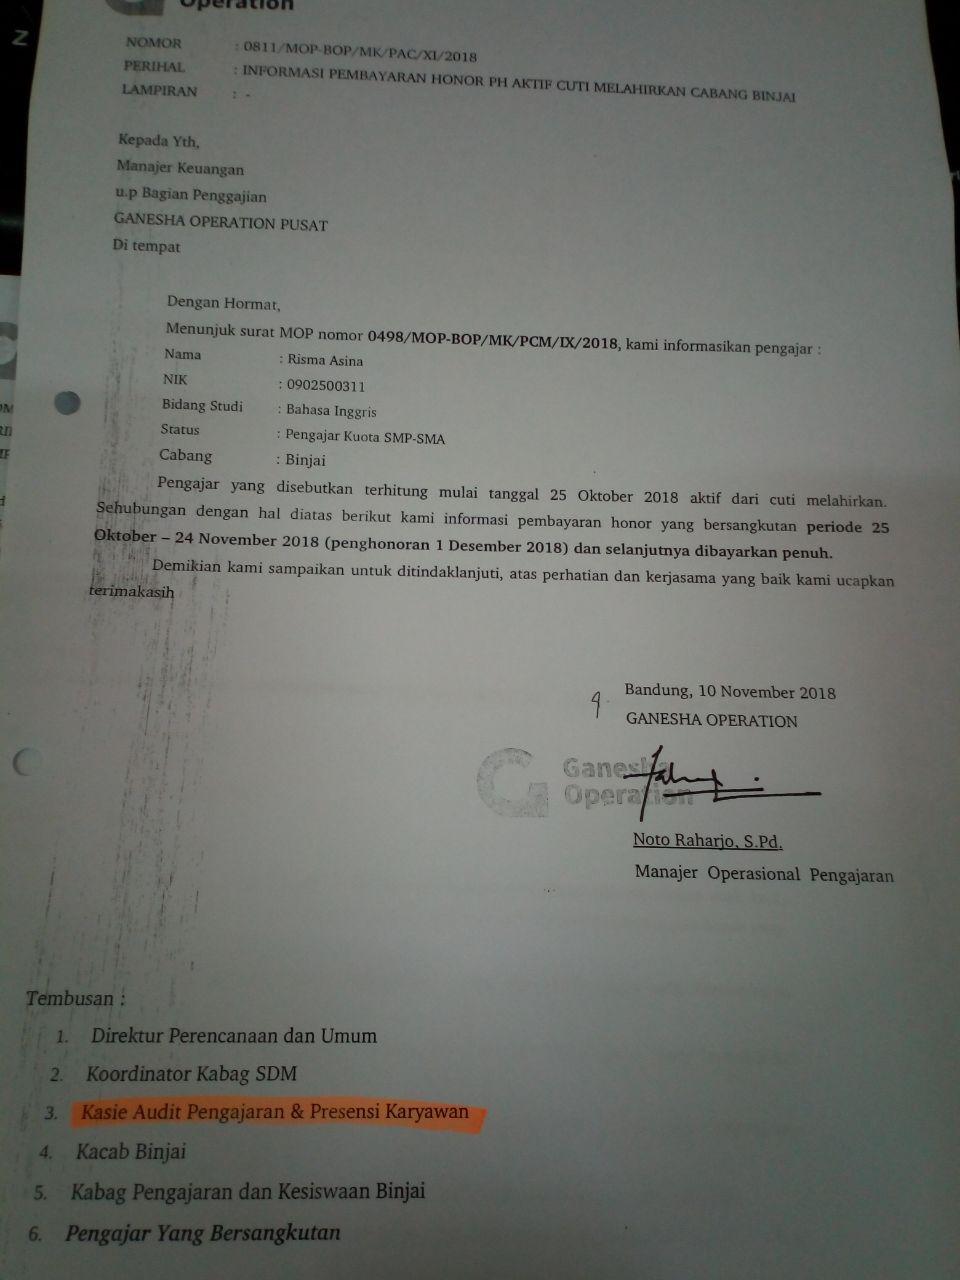 Operation
NOMOR : 0811/MOP-BOP/MK/PAC/XI/2018
PERIHAL : INFORMASI PEMBAYARAN HONOR PH AKTIF CUTI MELAHIRKAN CABANG BINJAI
LAMPIRAN : -
Kepada Yth,
Manajer Keuangan
u.p Bagian Penggajian
GANESHA OPERATION PUSAT
Di tempat
Dengan Hormat,
Menunjuk surat MOP nomor 0498/MOP-BOP/MK/PCM/IX/2018, kami informasikan pengajar :
Nama : Risma Asina
NIK : 0902500311
Bidang Studi : Bahasa Inggris
Status : Pengajar Kuota SMP-SMA
Cabang : Binjai
Pengajar yang disebutkan terhitung mulai tanggal 25 Oktober 2018 aktif dari cuti melahirkan.
Sehubungan dengan hal diatas berikut kami informasi pembayaran honor yang bersangkutan periode 25
Oktober – 24 November 2018 (penghonoran 1 Desember 2018) dan selanjutnya dibayarkan penuh.
Demikian kami sampaikan untuk ditindaklanjuti, atas perhatian dan kerjasama yang baik kami ucapkan
terimakasih
Bandung, 10 November 2018
GANESHA OPERATION
Ganesha
Operation
Noto Raharjo, S.Pd.
Manajer Operasional Pengajaran
Tembusan :
1. Direktur Perencanaan dan Umum
2. Koordinator Kabag SDM
3. Kasie Audit Pengajaran & Presensi Karyawan
4. Kacab Binjai
5. Kabag Pengajaran dan Kesiswaan Binjai
6. Pengajar Yang Bersangkutan